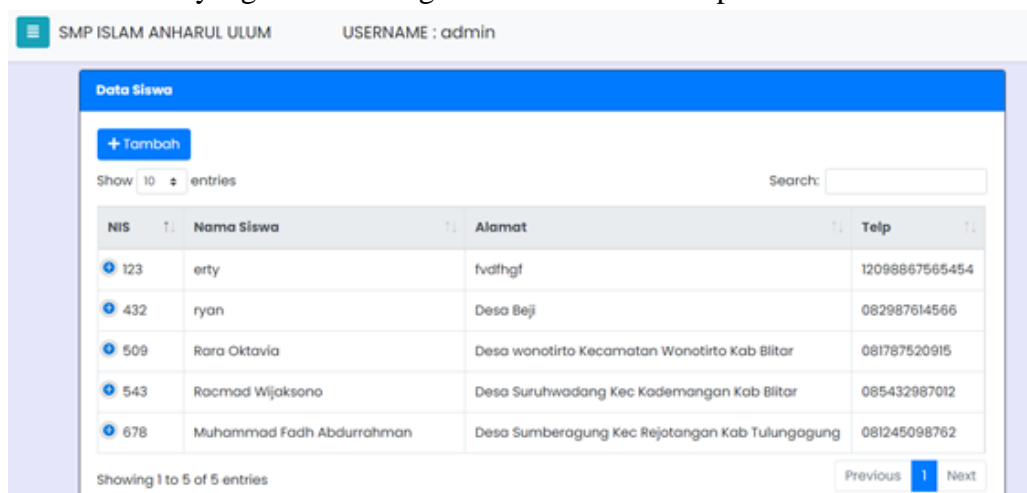 SMP ISLAM ANHARUL ULUM USERNAME : admin
Data Siswa
+ Tambah
Show 10 entries Search:
NIS Nama Siswa Alamat Telp
123 erty fvdfhgf 12098867565454
432 ryan Desa Beji 082987614566
509 Rara Oktavia Desa wonotirto Kecamatan Wonotirto Kab Blitar 081787520915
543 Racmad Wijaksono Desa Suruhwadang Kec Kademangan Kab Blitar 085432987012
678 Muhammad Fadh Abdurrahman Desa Sumberagung Kec Rejotangan Kab Tulungagung 081245098762
Showing 1 to 5 of 5 entries Previous 1 Next